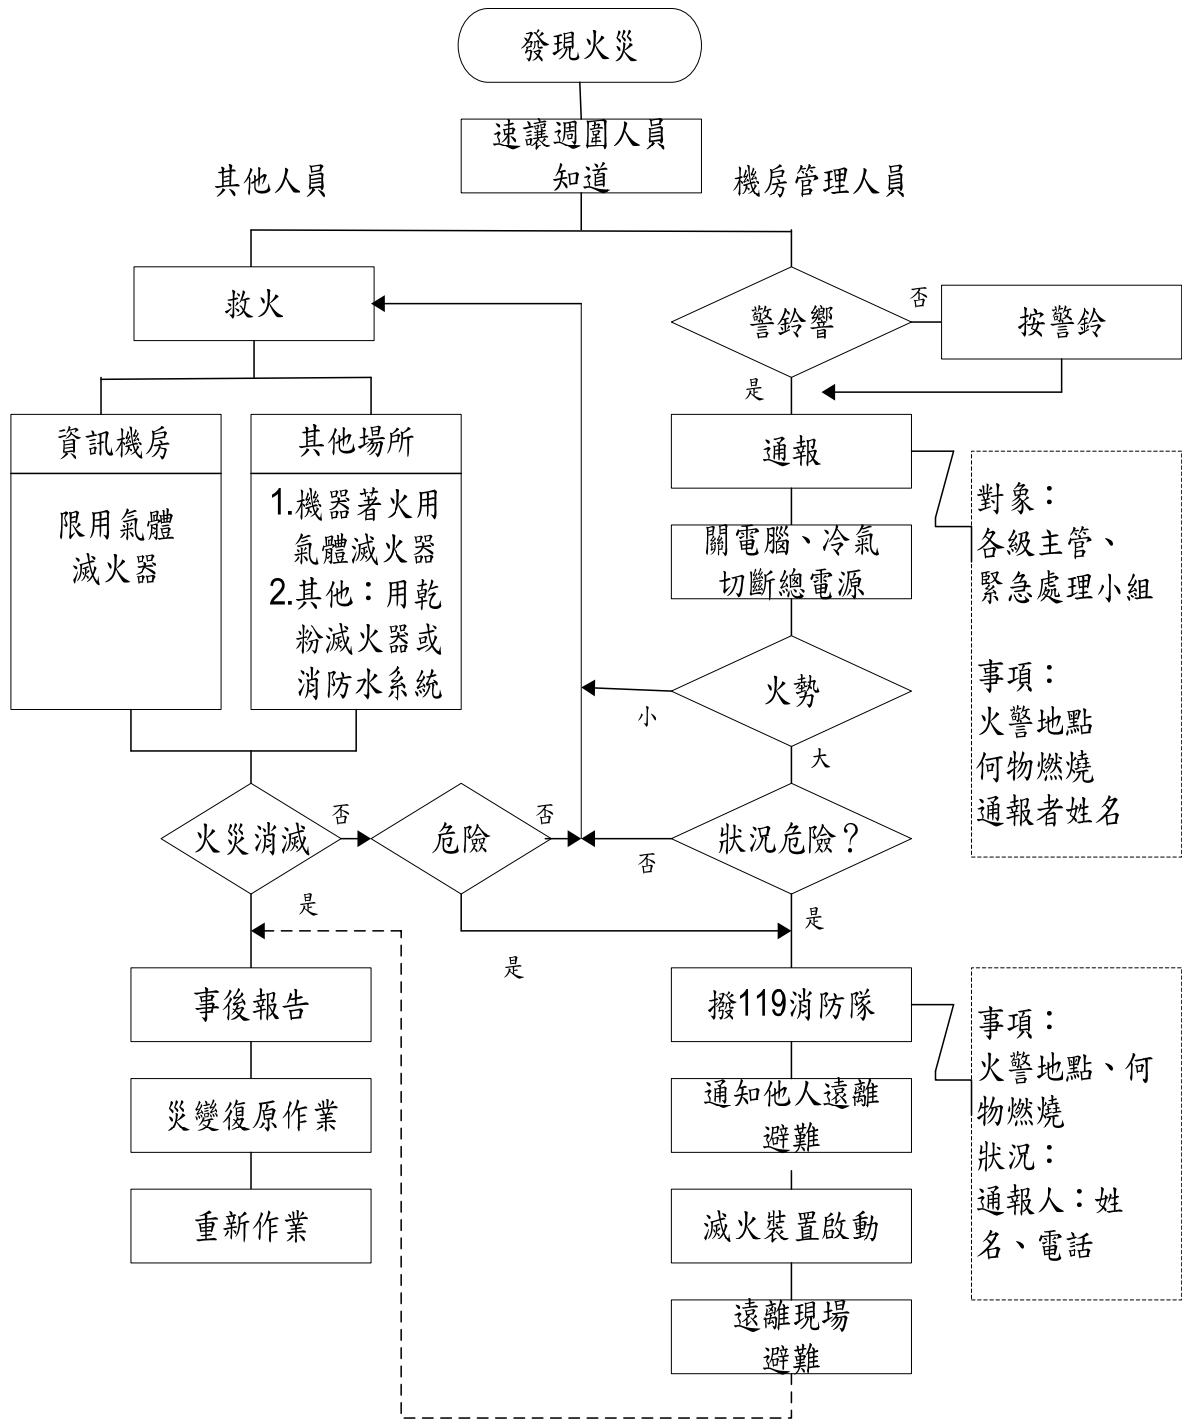 發現火災
速讓週圍人員
知道
其他人員
機房管理人員
救火
警鈴響
否
按警鈴
是
資訊機房
限用氣體
滅火器
其他場所
1.機器著火用
氣體滅火器
2.其他：用乾
粉滅火器或
消防水系統
通報
對象：
各級主管、
緊急處理小組
事項：
火警地點
何物燃燒
通報者姓名
關電腦、冷氣
切斷總電源
火勢
小
大
火災消滅
否
危險
否
狀況危險？
否
是
是
是
事後報告
災變復原作業
重新作業
撥119消防隊
事項：
火警地點、何
物燃燒
狀況：
通報人：姓
名、電話
通知他人遠離
避難
滅火裝置啟動
遠離現場
避難